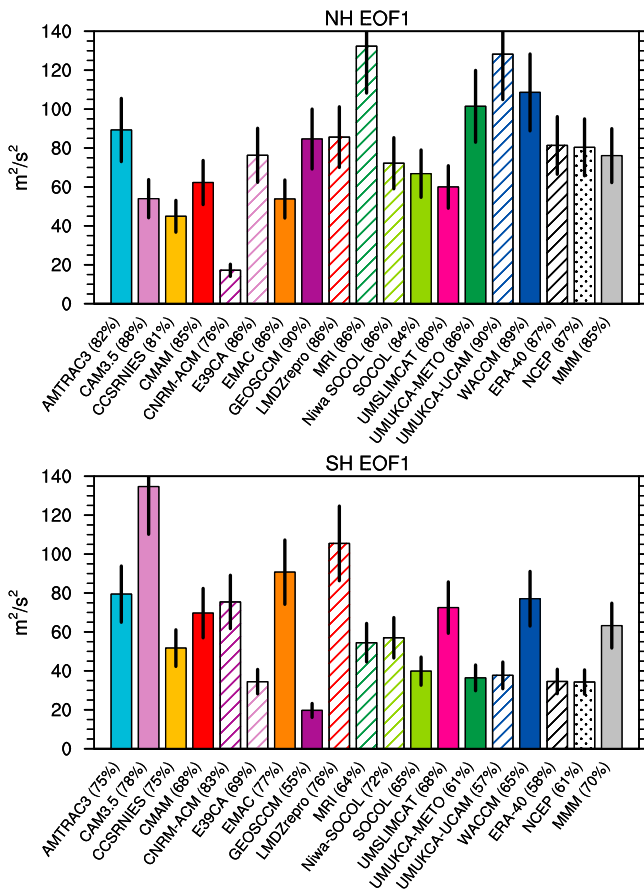 NH EOF1
140
120
100
80
60
40
20
0
m²/s²
AMTRAC3 (82%)
CAM3.5 (88%)
CCSRNIES (81%)
CMAM (85%)
CNRM-ACM (76%)
E39CA (86%)
EMAC (86%)
GEOSCCM (90%)
LMDZrepro (86%)
MRI (86%)
Niwa SOCOL (86%)
SOCOL (84%)
UMSLIMCAT (80%)
UMUKCA-METO (86%)
UMUKCA-UCAM (90%)
WACCM (89%)
ERA-40 (87%)
NCEP (87%)
MMM (85%)
SH EOF1
140
120
100
80
60
40
20
0
m²/s²
AMTRAC3 (75%)
CAM3.5 (78%)
CCSRNIES (75%)
CMAM (68%)
CNRM-ACM (83%)
E39CA (69%)
EMAC (77%)
GEOSCCM (55%)
LMDZrepro (76%)
MRI (64%)
Niwa-SOCOL (72%)
SOCOL (65%)
UMSLIMCAT (68%)
UMUKCA-METO (61%)
UMUKCA-UCAM (57%)
WACCM (65%)
ERA-40 (58%)
NCEP (61%)
MMM (70%)